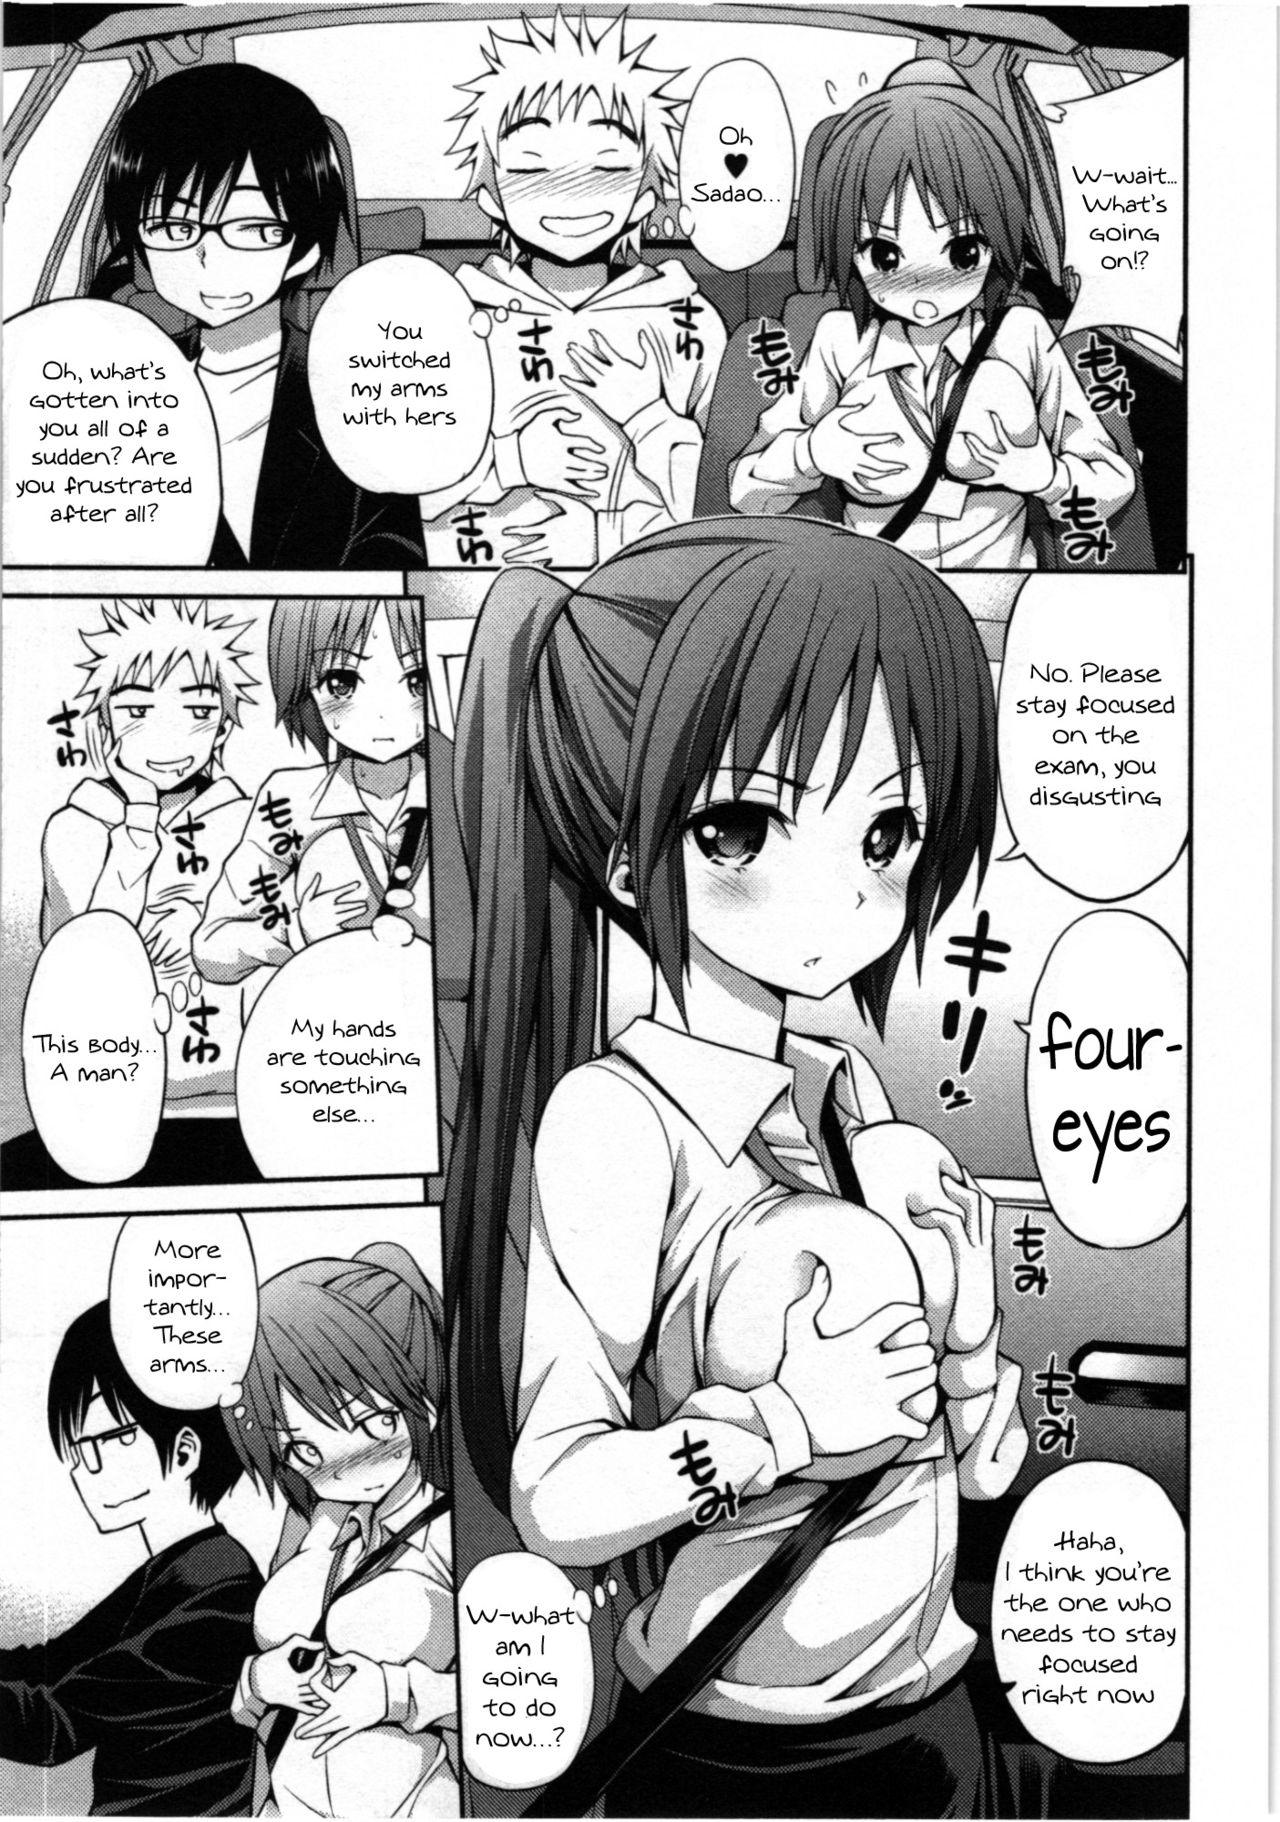 W-wait...
What's
going
on!?
Oh
♥
Sadao...
You
switched
my arms
with hers
Oh, what's
gotten into
you all of a
sudden? Are
you frustrated
after all?
さわ
さわ
さわ
もみ
もみ
もみ
No. Please
stay focused
on the
exam, you
disgusting
four-
eyes
キリッ
もみ
もみ
もみ
Haha,
I think you're
the one who
needs to stay
focused
right now
W-what
am I
going
to do
now...?
さわ
さわ
さわ
もみ
もみ
My hands
are touching
something
else...
This body...
A man?
More
impor-
tantly...
These
arms...